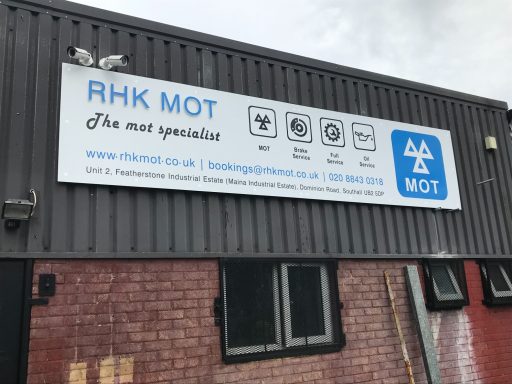 RHK MOT
The mot specialist
MOT
Brake Service
Full Service
Oil Service
www.rhkmot.co.uk | bookings@rhkmot.co.uk | 020 8843 0318
Unit 2, Featherstone Industrial Estate (Maina Industrial Estate), Dominion Road, Southall UB2 5DP
MOT